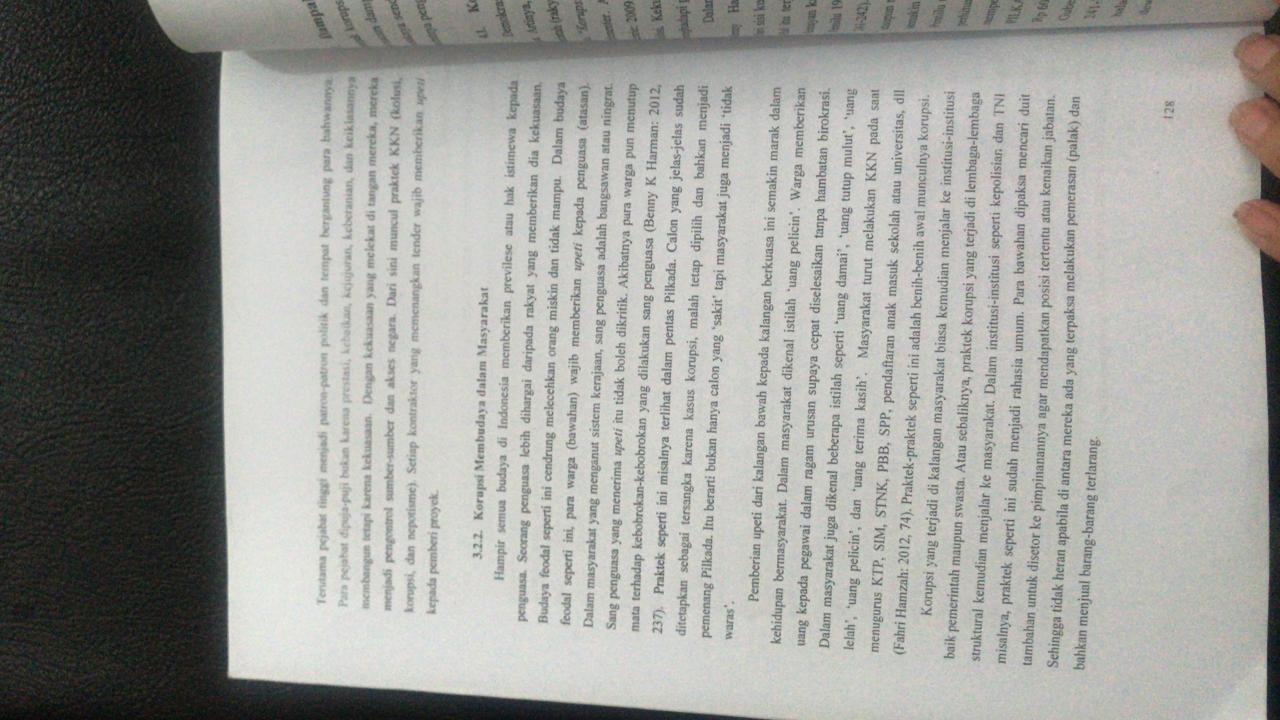 Terutama pejabat tinggi menjadi patron-patron politik dan tempat bergantung para bahwannya.
Para pejabat dipuja-puji bukan karena prestasi, kebaikan, kejujuran, keberanian, dan keiklasannya
membangun tetapi karena kekuasaan. Dengan kekuasaan yang melekat di tangan mereka, mereka
menjadi pengontrol sumber-sumber dan akses negara. Dari sini muncul praktek KKN (kolusi,
korupsi, dan nepotisme). Setiap kontraktor yang memenangkan tender wajib memberikan upeti
kepada pemberi proyek.
3.2.2. Korupsi Membudaya dalam Masyarakat
Hampir semua budaya di Indonesia memberikan previlese atau hak istimewa kepada
penguasa. Seorang penguasa lebih dihargai daripada rakyat yang memberikan dia kekuasaan.
Budaya feodal seperti ini cendrung melecehkan orang miskin dan tidak mampu. Dalam budaya
feodal seperti ini, para warga (bawahan) wajib memberikan upeti kepada penguasa (atasan).
Dalam masyarakat yang menganut sistem kerajaan, sang penguasa adalah bangsawan atau ningrat.
Sang penguasa yang menerima upeti itu tidak boleh dikritik. Akibatnya para warga pun menutup
mata terhadap kebobrokan-kebobrokan yang dilakukan sang penguasa (Benny K Harman: 2012,
237). Praktek seperti ini misalnya terlihat dalam pentas Pilkada. Calon yang jelas-jelas sudah
ditetapkan sebagai tersangka karena kasus korupsi, malah tetap dipilih dan bahkan menjadi
pemenang Pilkada. Itu berarti bukan hanya calon yang ‘sakit’ tapi masyarakat juga menjadi ‘tidak
waras’.
Pemberian upeti dari kalangan bawah kepada kalangan berkuasa ini semakin marak dalam
kehidupan bermasyarakat. Dalam masyarakat dikenal istilah ‘uang pelicin’. Warga memberikan
uang kepada pegawai dalam ragam urusan supaya cepat diselesaikan tanpa hambatan birokrasi.
Dalam masyarakat juga dikenal beberapa istilah seperti ‘uang damai’, ‘uang tutup mulut’, ‘uang
lelah’, ‘uang pelicin’, dan ‘uang terima kasih’. Masyarakat turut melakukan KKN pada saat
mengurus KTP, SIM, STNK, PBB, SPP, pendaftaran anak masuk sekolah atau universitas, dll
(Fahri Hamzah: 2012, 74). Praktek-praktek seperti ini adalah benih-benih awal munculnya korupsi.
Korupsi yang terjadi di kalangan masyarakat biasa kemudian menjalar ke institusi-institusi
baik pemerintah maupun swasta. Atau sebaliknya, praktek korupsi yang terjadi di lembaga-lembaga
struktural kemudian menjalar ke masyarakat. Dalam institusi-institusi seperti kepolisian dan TNI
misalnya, praktek seperti ini sudah menjadi rahasia umum. Para bawahan dipaksa mencari duit
tambahan untuk disetor ke pimpinanannya agar mendapatkan posisi tertentu atau kenaikan jabatan.
Sehingga tidak heran apabila di antara mereka ada yang terpaksa melakukan pemerasan (palak) dan
bahkan menjual barang-barang terlarang.
128